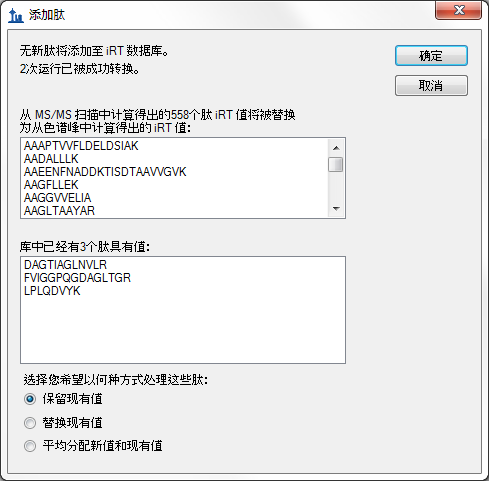 添加肽
无新肽将添加至 iRT 数据库。
2次运行已被成功转换。
确定
取消
从 MS/MS 扫描中计算得出的558个肽 iRT 值将被替换
为从色谱峰中计算得出的 iRT 值:
AAAPTVVFLDELDSIAK
AADALLLK
AAEENFNADDKTISDTAAVVGVK
AAGFLLEK
AAGGVVELIA
AAGLTAAYAR
库中已经有3个肽具有值:
DAGTIAGLNVLR
FVIGGPQGDAGLTGR
LPLQDVYK
选择您希望以何种方式处理这些肽:
保留现有值
替换现有值
平均分配新值和现有值